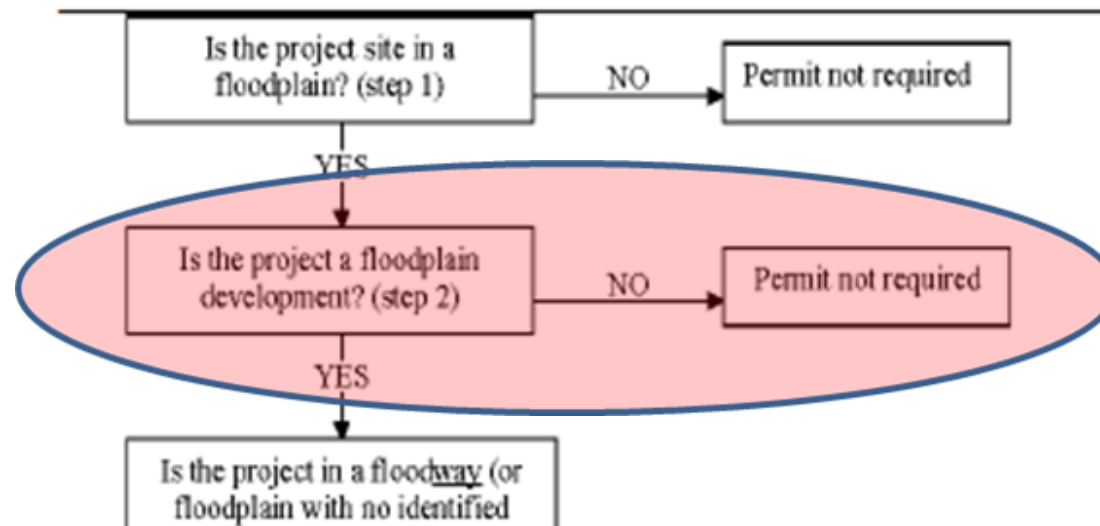 Is the project site in a
floodplain? (step 1)
NO
Permit not required
YES
Is the project a floodplain
development? (step 2)
NO
Permit not required
YES
Is the project in a floodway (or
floodplain with no identified